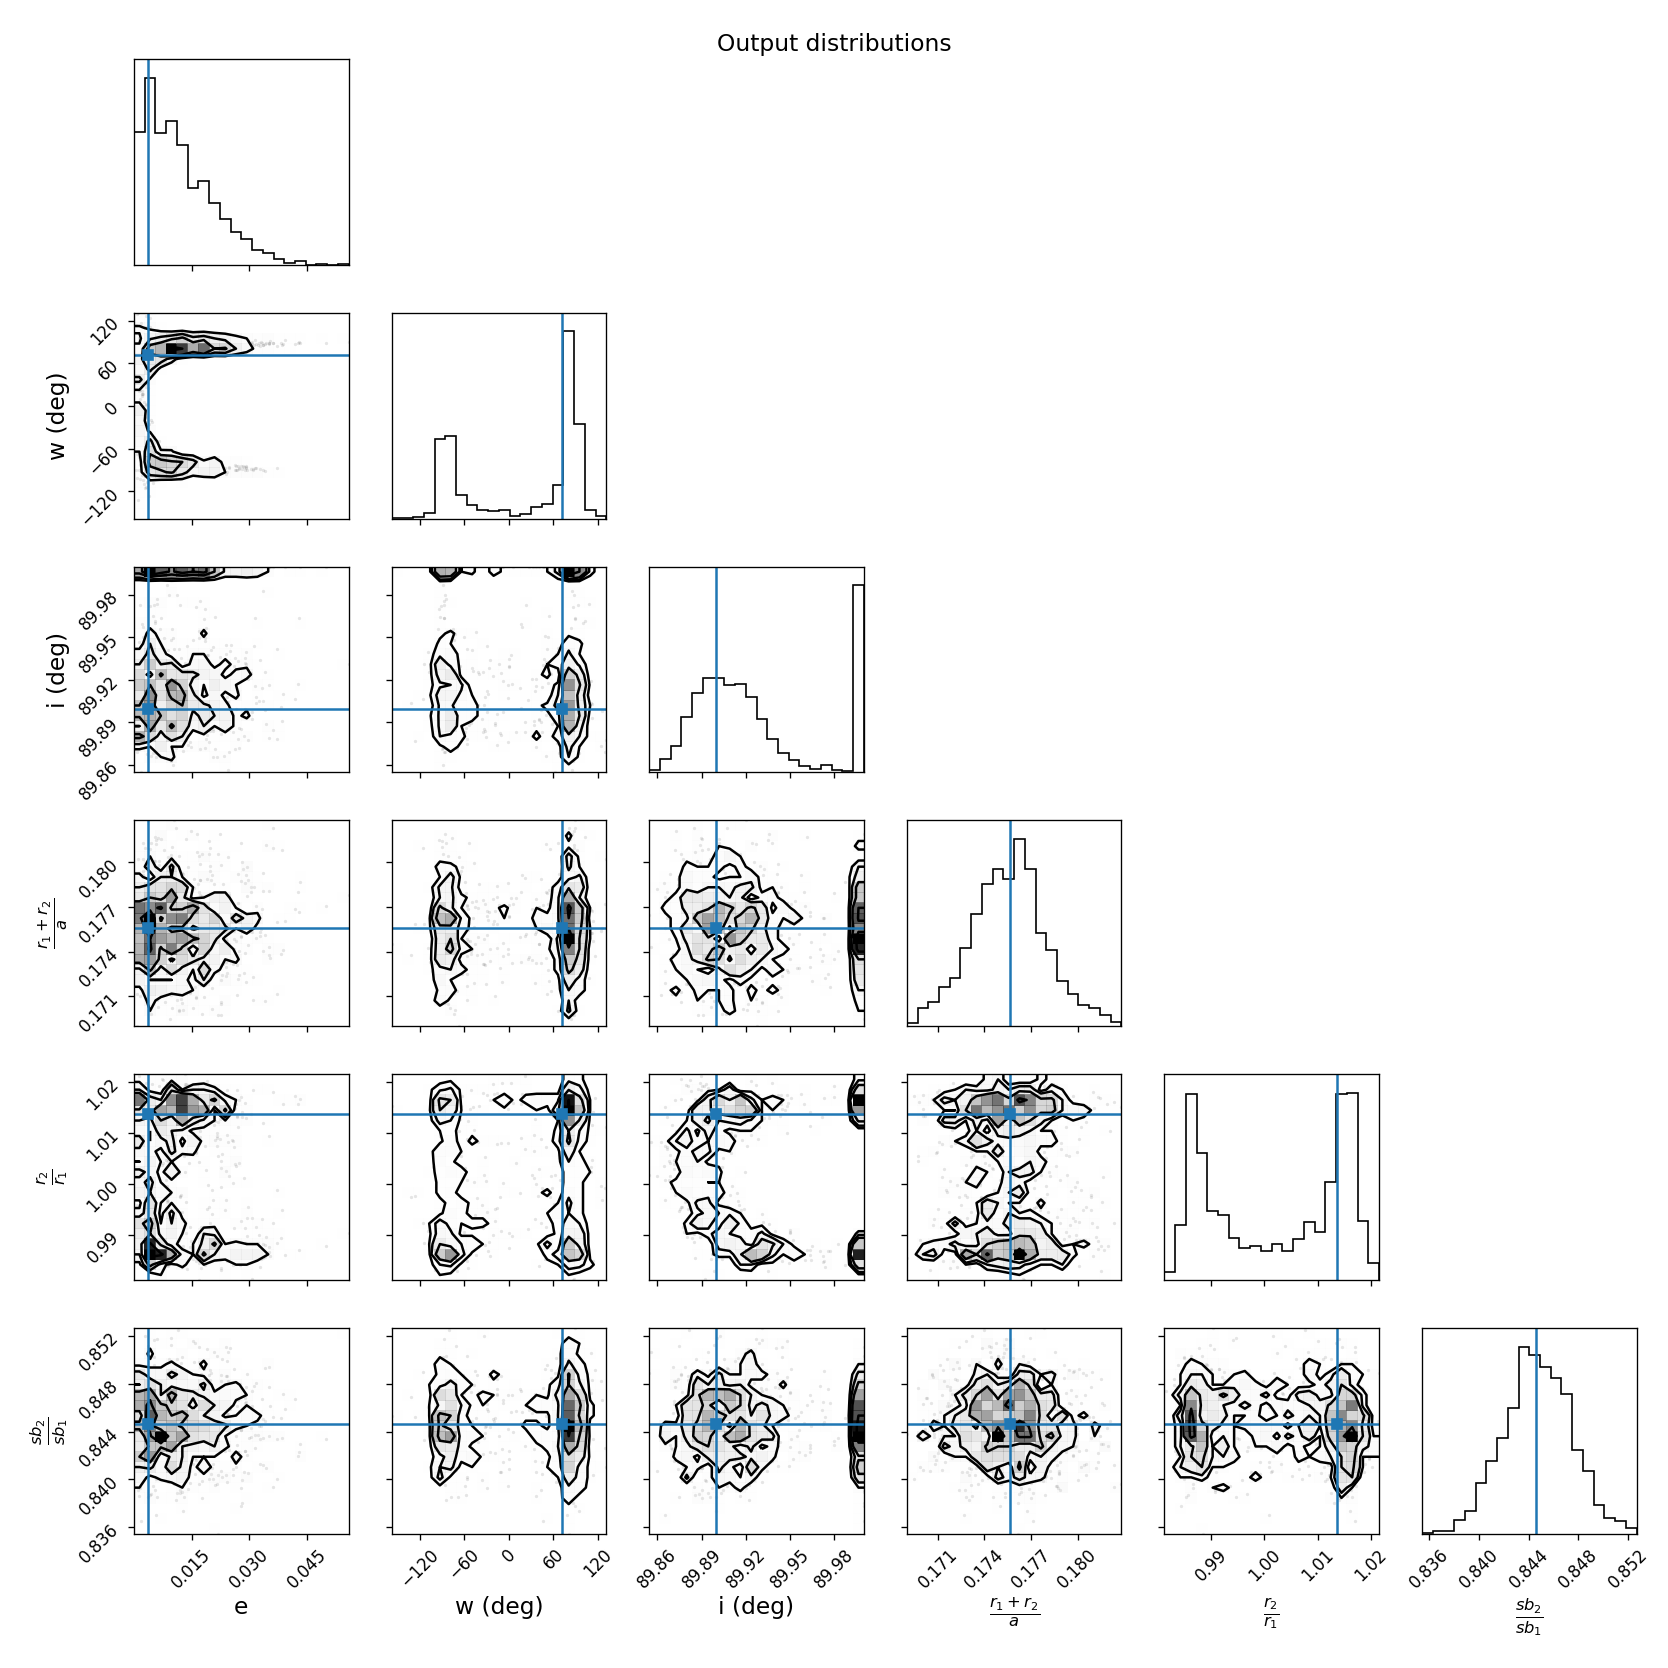 Output distributions
w (deg)
120
60
0
−60
−120
i (deg)
89.98
89.95
89.92
89.89
89.86
r1 + r2
a
0.180
0.177
0.174
0.171
r2
r1
1.02
1.01
1.00
0.99
sb2
sb1
0.852
0.848
0.844
0.840
0.836
0.015 0.030 0.045
−120 −60 0 60 120
89.86 89.89 89.92 89.95 89.98
0.171 0.174 0.177 0.180
0.99 1.00 1.01 1.02
0.836 0.840 0.844 0.848 0.852
e
w (deg)
i (deg)
r1 + r2
a
r2
r1
sb2
sb1